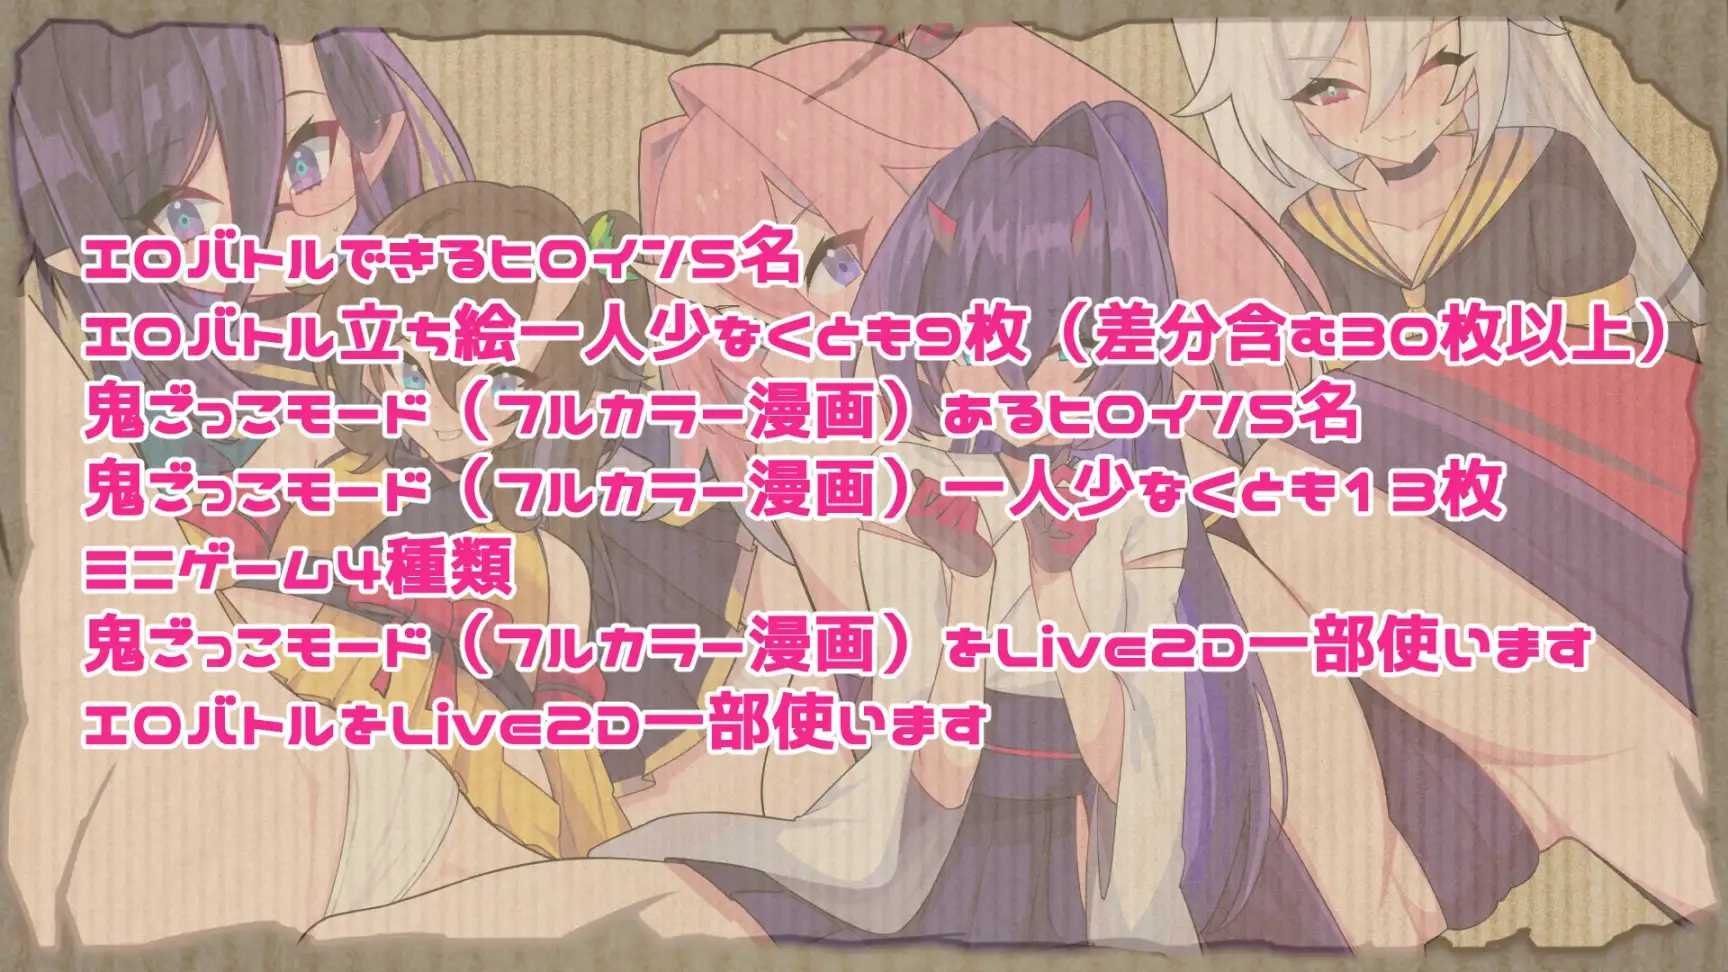 エロバトルできるヒロイン5名
エロバトル立ち絵一人少なくとも9枚（差分含む30枚以上）
鬼ごっこモード（フルカラー漫画）あるヒロイン5名
鬼ごっこモード（フルカラー漫画）一人少なくとも13枚
ミニゲーム4種類
鬼ごっこモード（フルカラー漫画）をLive2D一部使います
エロバトルをLive2D一部使います